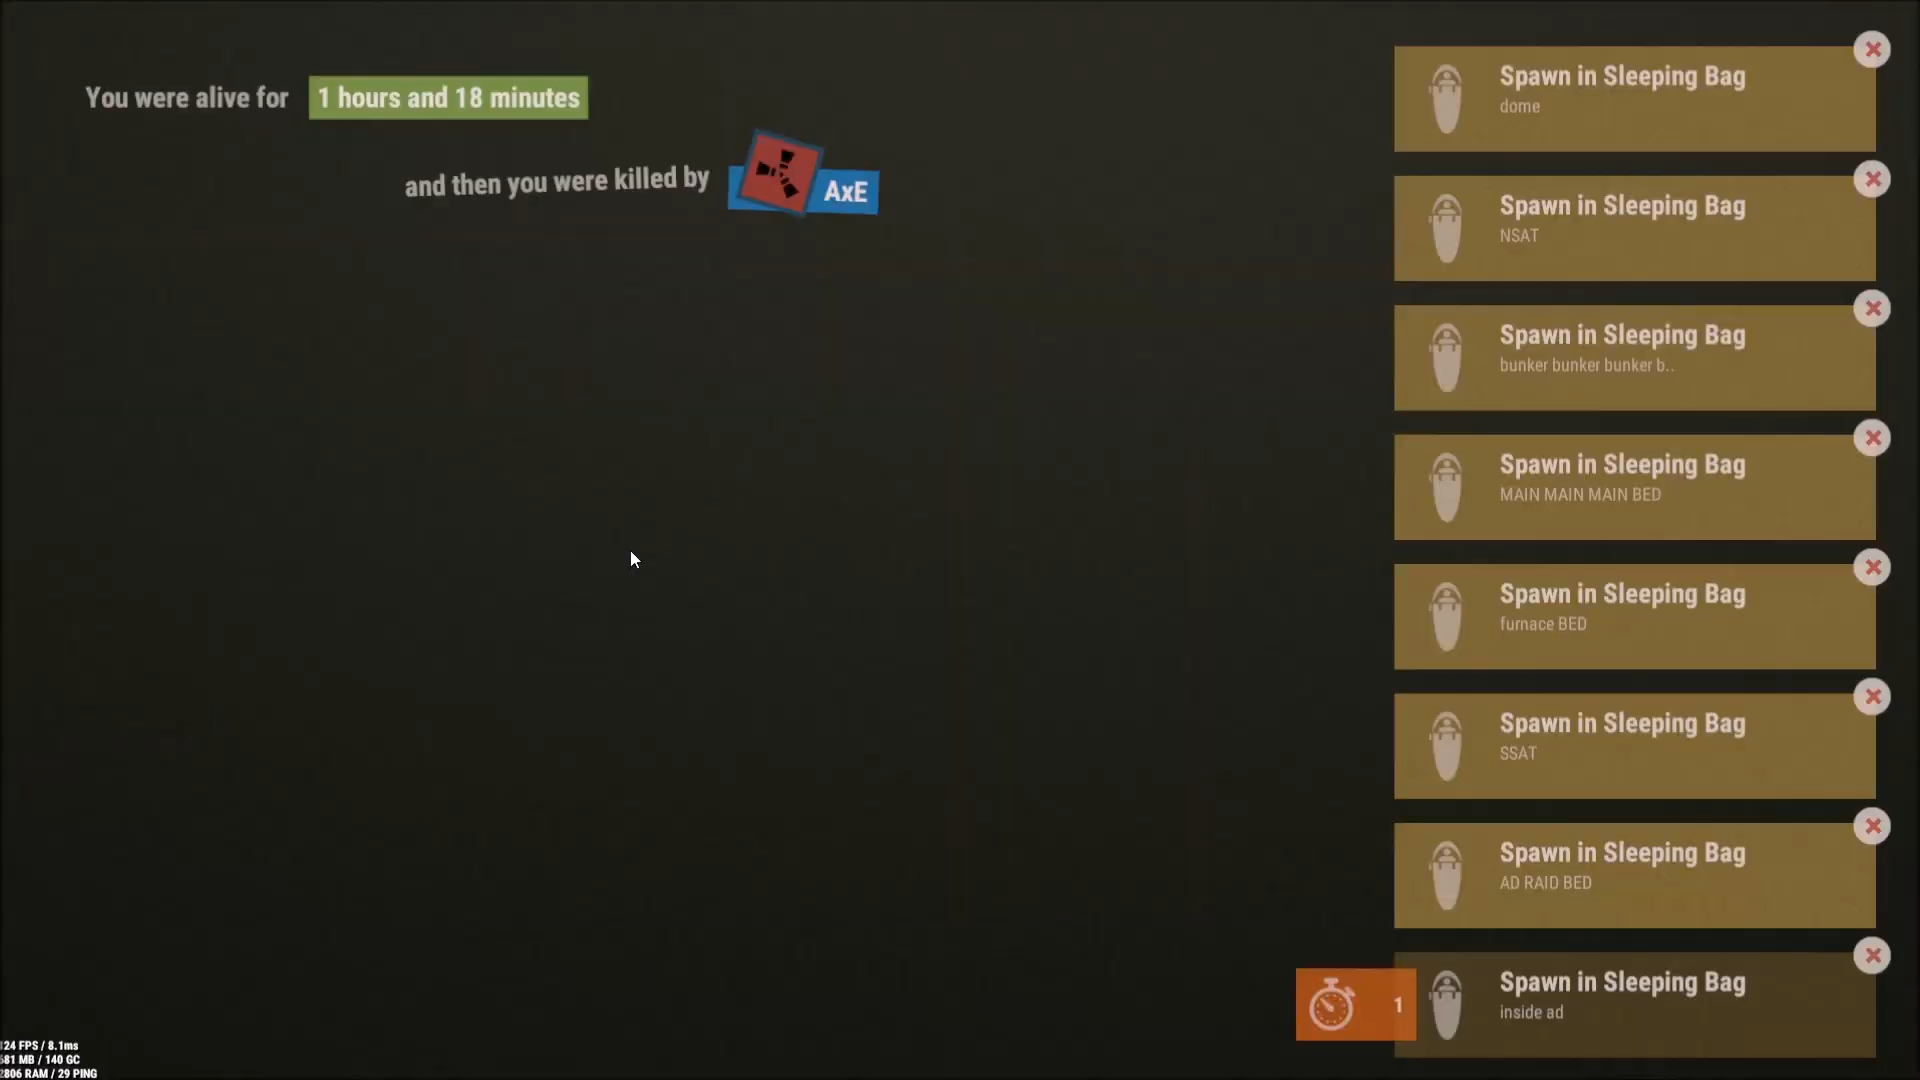 You were alive for 1 hours and 18 minutes
and then you were killed by AxE
Spawn in Sleeping Bag
dome
Spawn in Sleeping Bag
NSAT
Spawn in Sleeping Bag
bunker bunker bunker b..
Spawn in Sleeping Bag
MAIN MAIN MAIN BED
Spawn in Sleeping Bag
furnace BED
Spawn in Sleeping Bag
SSAT
Spawn in Sleeping Bag
AD RAID BED
1
Spawn in Sleeping Bag
inside ad
24 FPS / 8.1ms
81 MB / 140 GC
806 RAM / 29 PING